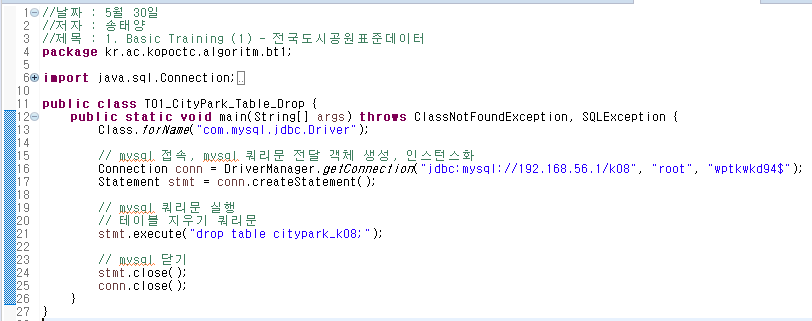 1 //날짜 : 5월 30일
2 //저자 : 송태양
3 //제목 : 1. Basic Training (1) - 전국도시공원표준데이터
4 package kr.ac.kopoctc.algoritm.bt1;
5
6 import java.sql.Connection;
10
11 public class T01_CityPark_Table_Drop {
12 public static void main(String[] args) throws ClassNotFoundException, SQLException {
13 Class.forName("com.mysql.jdbc.Driver");
14
15 // mysql 접속, mysql 쿼리문 전달 객체 생성, 인스턴스화
16 Connection conn = DriverManager.getConnection("jdbc:mysql://192.168.56.1/k08", "root", "wptkwkd94$");
17 Statement stmt = conn.createStatement();
18
19 // mysql 쿼리문 실행
20 // 테이블 지우기 쿼리문
21 stmt.execute("drop table citypark_k08;");
22
23 // mysql 닫기
24 stmt.close();
25 conn.close();
26 }
27 }